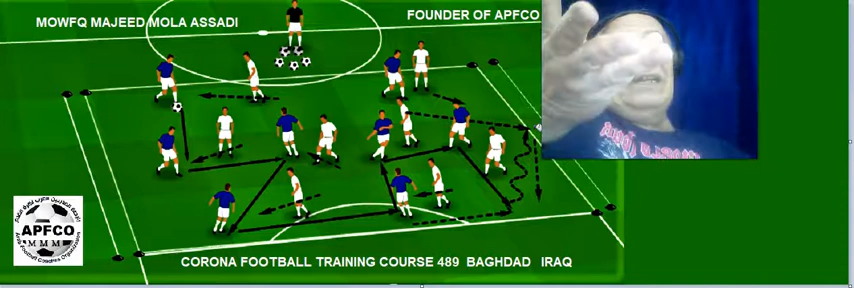 MOWFQ MAJEED MOLA ASSADI
FOUNDER OF APFCO
APFCO
M M M
CORONA FOOTBALL TRAINING COURSE 489 BAGHDAD IRAQ